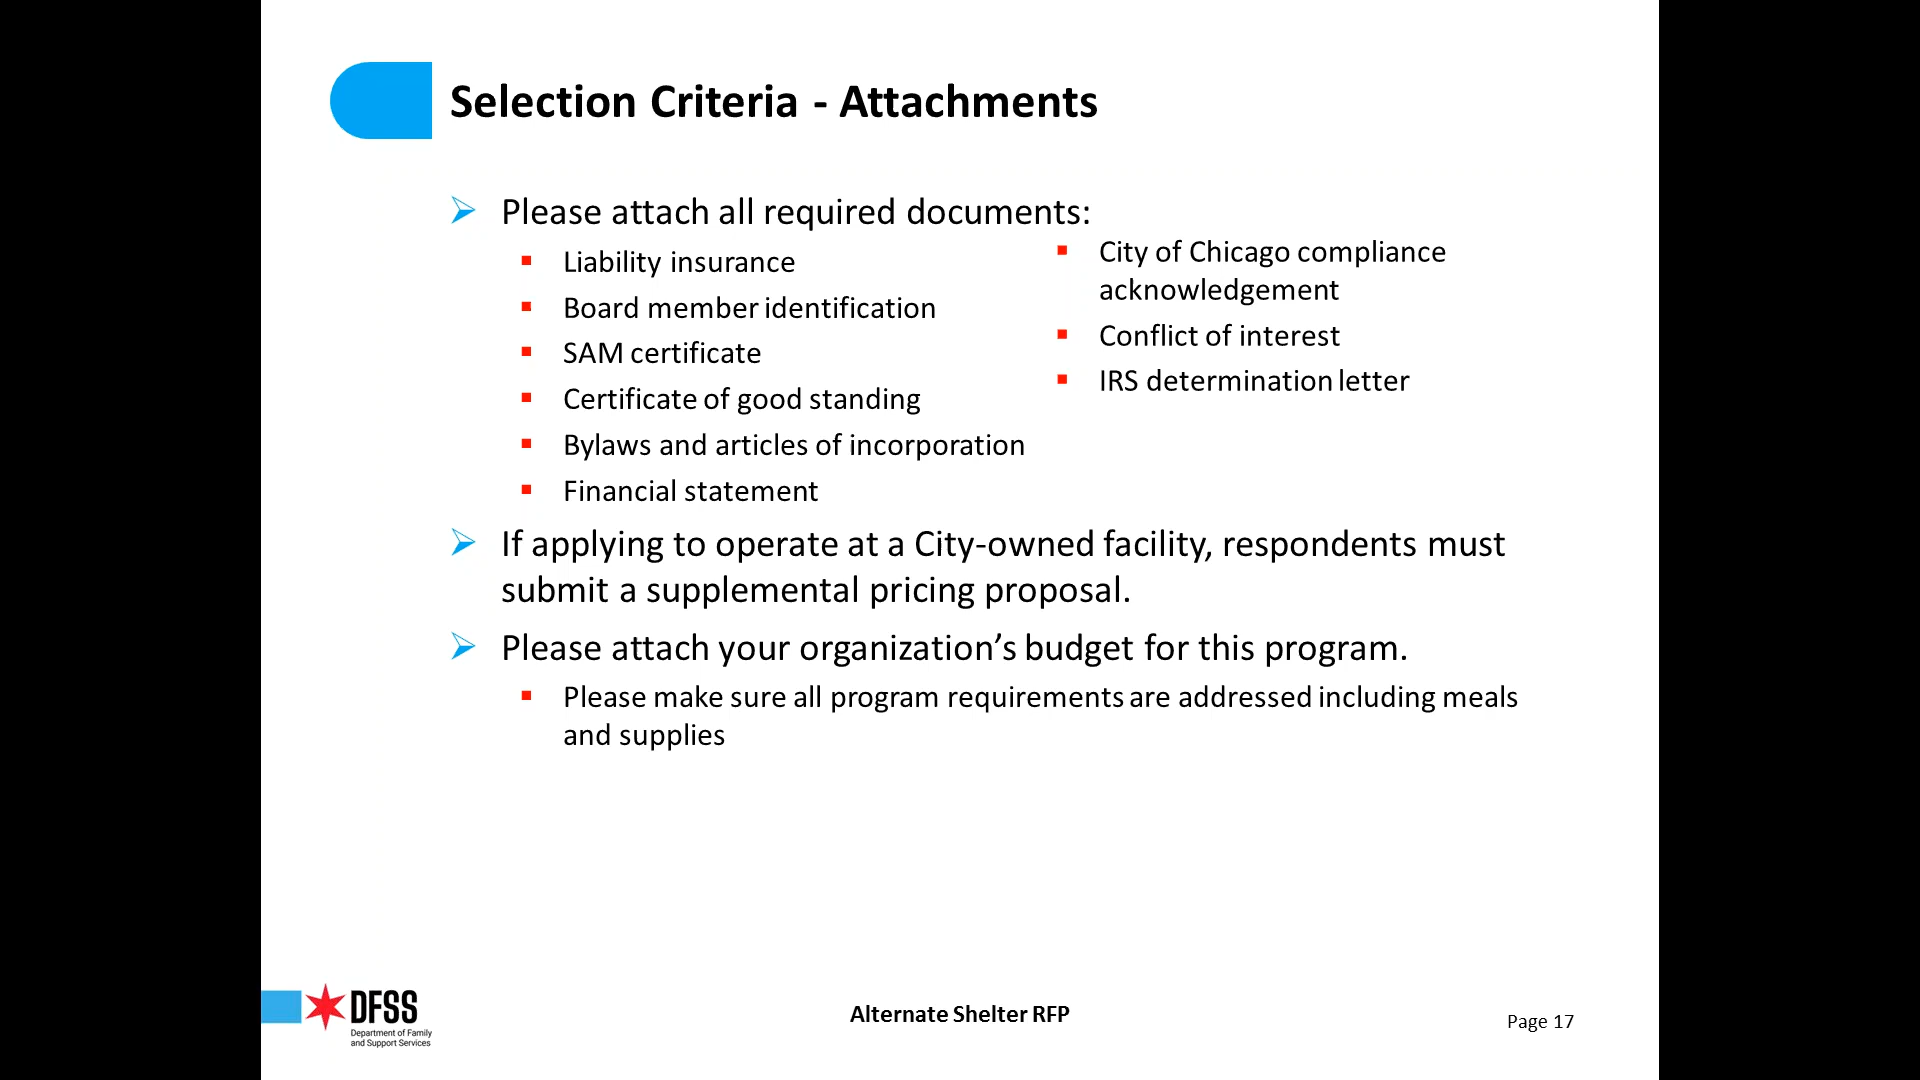 Selection Criteria - Attachments
Please attach all required documents:
Liability insurance
Board member identification
SAM certificate
Certificate of good standing
Bylaws and articles of incorporation
Financial statement
City of Chicago compliance
acknowledgement
Conflict of interest
IRS determination letter
If applying to operate at a City-owned facility, respondents must
submit a supplemental pricing proposal.
Please attach your organization’s budget for this program.
Please make sure all program requirements are addressed including meals
and supplies
DFSS
Department of Family
and Support Services
Alternate Shelter RFP
Page 17